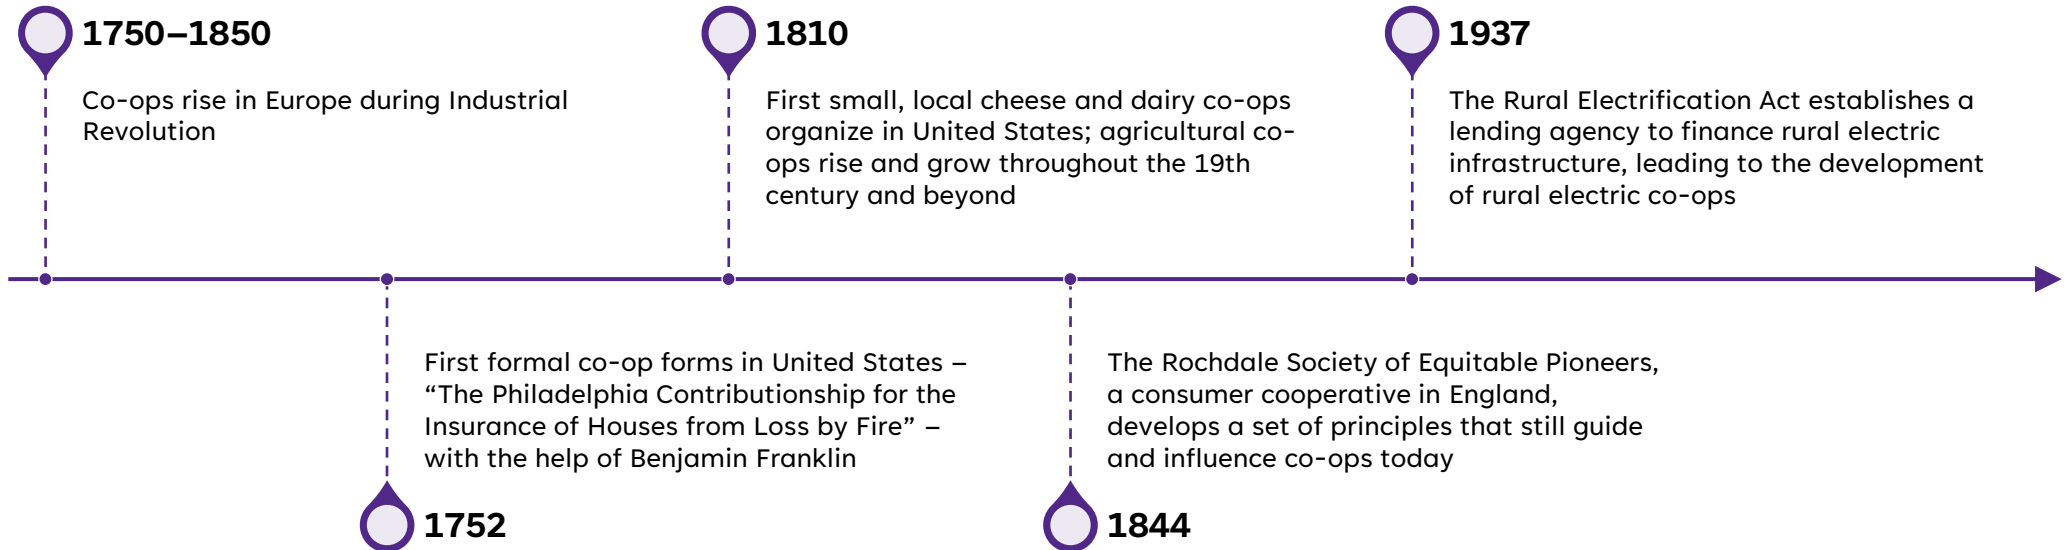 1750–1850
Co-ops rise in Europe during Industrial
Revolution
First formal co-op forms in United States –
“The Philadelphia Contributionship for the
Insurance of Houses from Loss by Fire” –
with the help of Benjamin Franklin
1752
1810
First small, local cheese and dairy co-ops
organize in United States; agricultural co-
ops rise and grow throughout the 19th
century and beyond
The Rochdale Society of Equitable Pioneers,
a consumer cooperative in England,
develops a set of principles that still guide
and influence co-ops today
1844
1937
The Rural Electrification Act establishes a
lending agency to finance rural electric
infrastructure, leading to the development
of rural electric co-ops